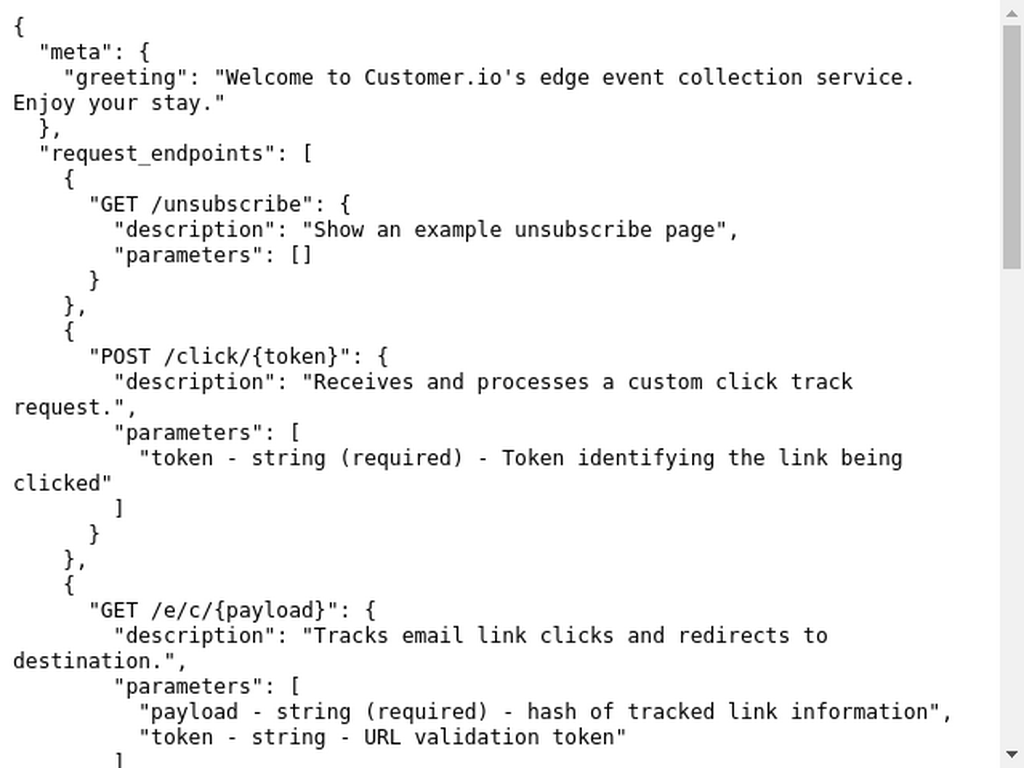 {
  "meta": {
    "greeting": "Welcome to Customer.io's edge event collection service.
Enjoy your stay."
  },
  "request_endpoints": [
    {
      "GET /unsubscribe": {
        "description": "Show an example unsubscribe page",
        "parameters": []
      }
    },
    {
      "POST /click/{token}": {
        "description": "Receives and processes a custom click track
request.",
        "parameters": [
          "token - string (required) - Token identifying the link being
clicked"
        ]
      }
    },
    {
      "GET /e/c/{payload}": {
        "description": "Tracks email link clicks and redirects to
destination.",
        "parameters": [
          "payload - string (required) - hash of tracked link information",
          "token - string - URL validation token"
        ]